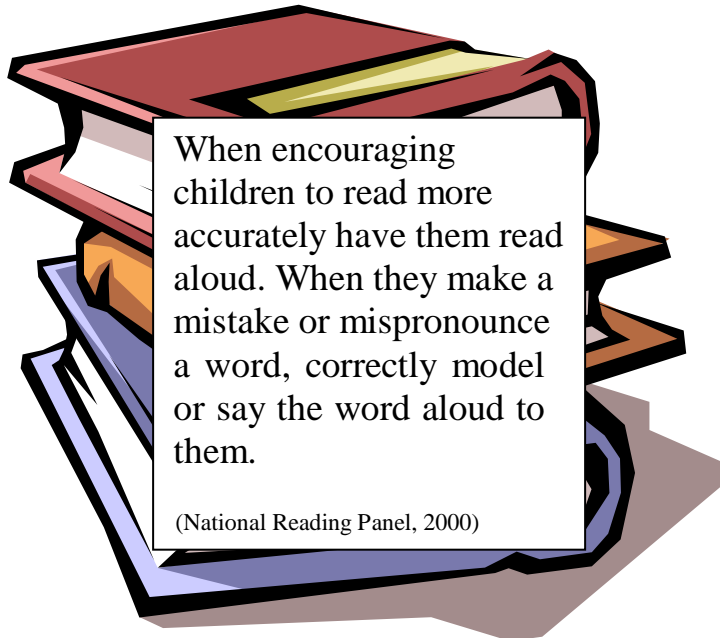 When encouraging
children to read more
accurately have them read
aloud. When they make a
mistake or mispronounce
a word, correctly model
or say the word aloud to
them.
(National Reading Panel, 2000)